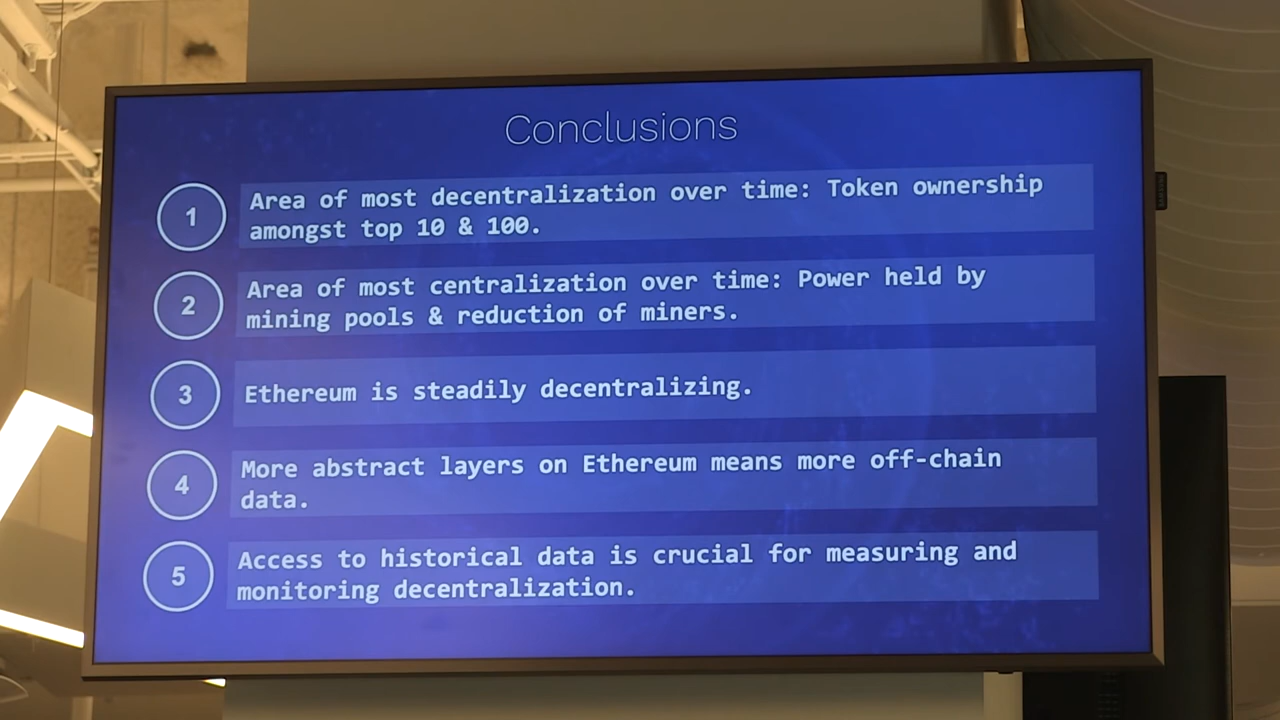 Conclusions
1
Area of most decentralization over time: Token ownership
amongst top 10 & 100.
2
Area of most centralization over time: Power held by
mining pools & reduction of miners.
3
Ethereum is steadily decentralizing.
4
More abstract layers on Ethereum means more off-chain
data.
5
Access to historical data is crucial for measuring and
monitoring decentralization.